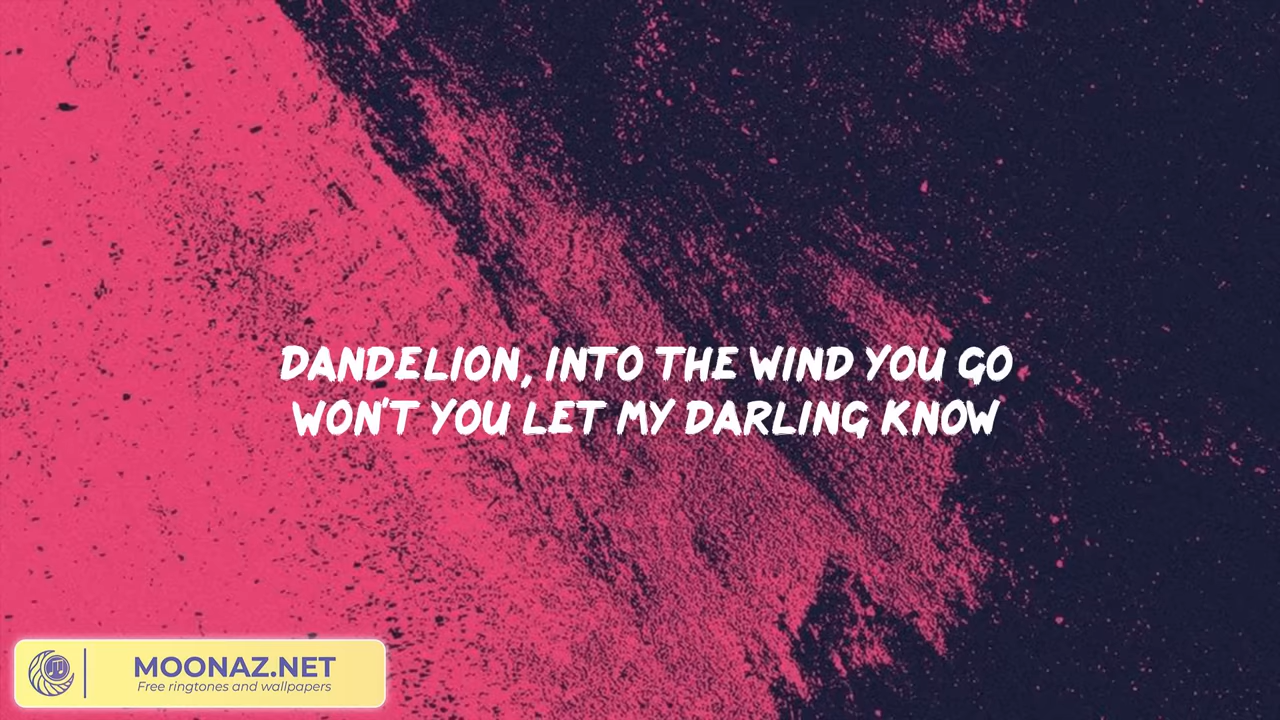 DANDELION, INTO THE WIND YOU GO
WON'T YOU LET MY DARLING KNOW
MOONAZ.NET
Free ringtones and wallpapers